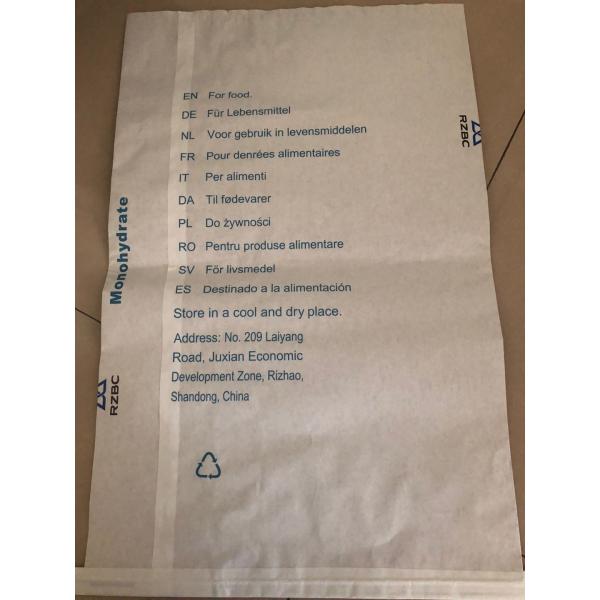 EN For food.
DE Für Lebensmittel
NL Voor gebruik in levensmiddelen
FR Pour denrées alimentaires
IT Per alimenti
DA Til fødevarer
PL Do żywności
RO Pentru produse alimentare
SV För livsmedel
ES Destinado a la alimentación
Store in a cool and dry place.
Address: No. 209 Laiyang
Road, Juxian Economic
Development Zone, Rizhao,
Shandong, China
Monohydrate
RZBC
RZBC